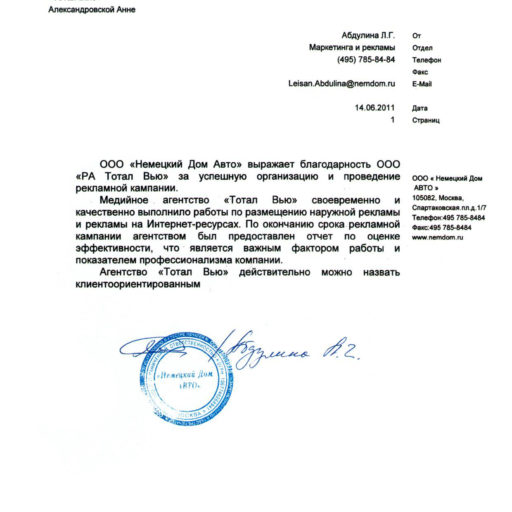 Александровской Анне
Абдулина Л.Г. От
Маркетинга и рекламы Отдел
(495) 785-84-84 Телефон
Факс
Leisan.Abdulina@nemdom.ru E-Mail
14.06.2011 Дата
1 Страниц
ООО «Немецкий Дом Авто» выражает благодарность ООО
«РА Тотал Вью» за успешную организацию и проведение
рекламной кампании.
Медийное агентство «Тотал Вью» своевременно и
качественно выполнило работы по размещению наружной рекламы
и рекламы на Интернет-ресурсах. По окончанию срока рекламной
кампании агентством был предоставлен отчет по оценке
эффективности, что является важным фактором работы и
показателем профессионализма компании.
Агентство «Тотал Вью» действительно можно назвать
клиентоориентированным
ООО « Немецкий Дом
АВТО »
105082, Москва,
Спартаковская.пл.д.1/7
Телефон:495 785-8484
Факс:495 785-8484
www.nemdom.ru
Абдулина Л.Г.
«Немецкий Дом
МОСКВА